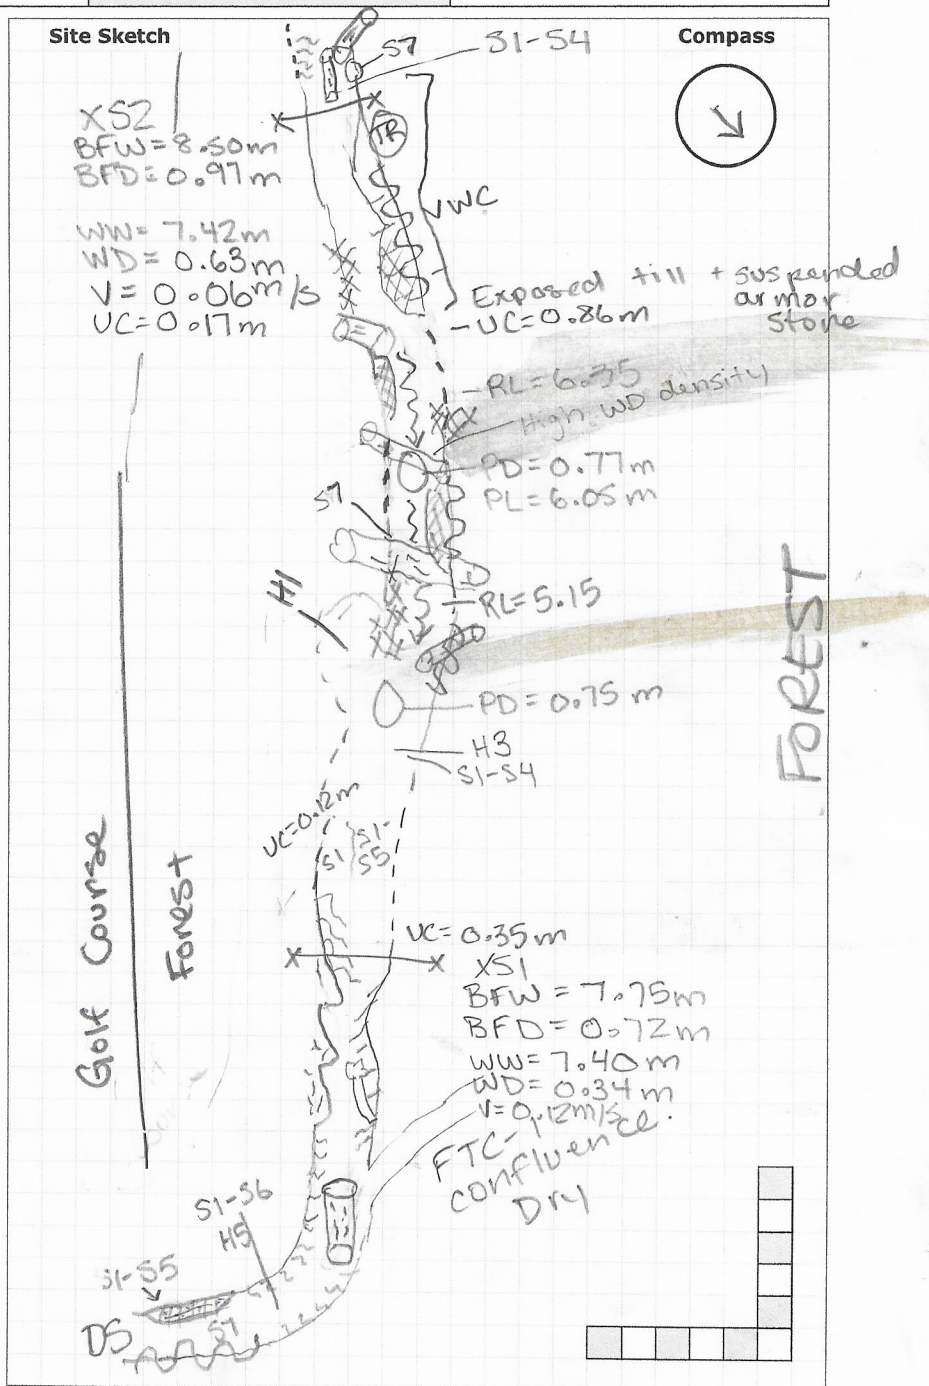 Site Sketch
Compass
S7
S1-S4
XS2
BFW=8.50m
BFD=0.97m
WW=7.42m
WD=0.63m
V=0.06m/s
UC=0.17m
TR
VWC
Exposed till + suspended
armor
stone
-UC=0.86m
-RL=6.35
High WD density
PD=0.77m
PL=6.05m
S7
H1
RL=5.15
PD=0.75m
H3
S1-S4
FOREST
UC=0.12m
S1
S1-
S5
Golf Course
Forest
UC=0.35m
XS1
BFW=7.75m
BFD=0.72m
WW=7.40m
WD=0.34m
V=0.12m/s
FTC-
confluence
Dry
S1-S6
H5
S1-S5
DS
S7